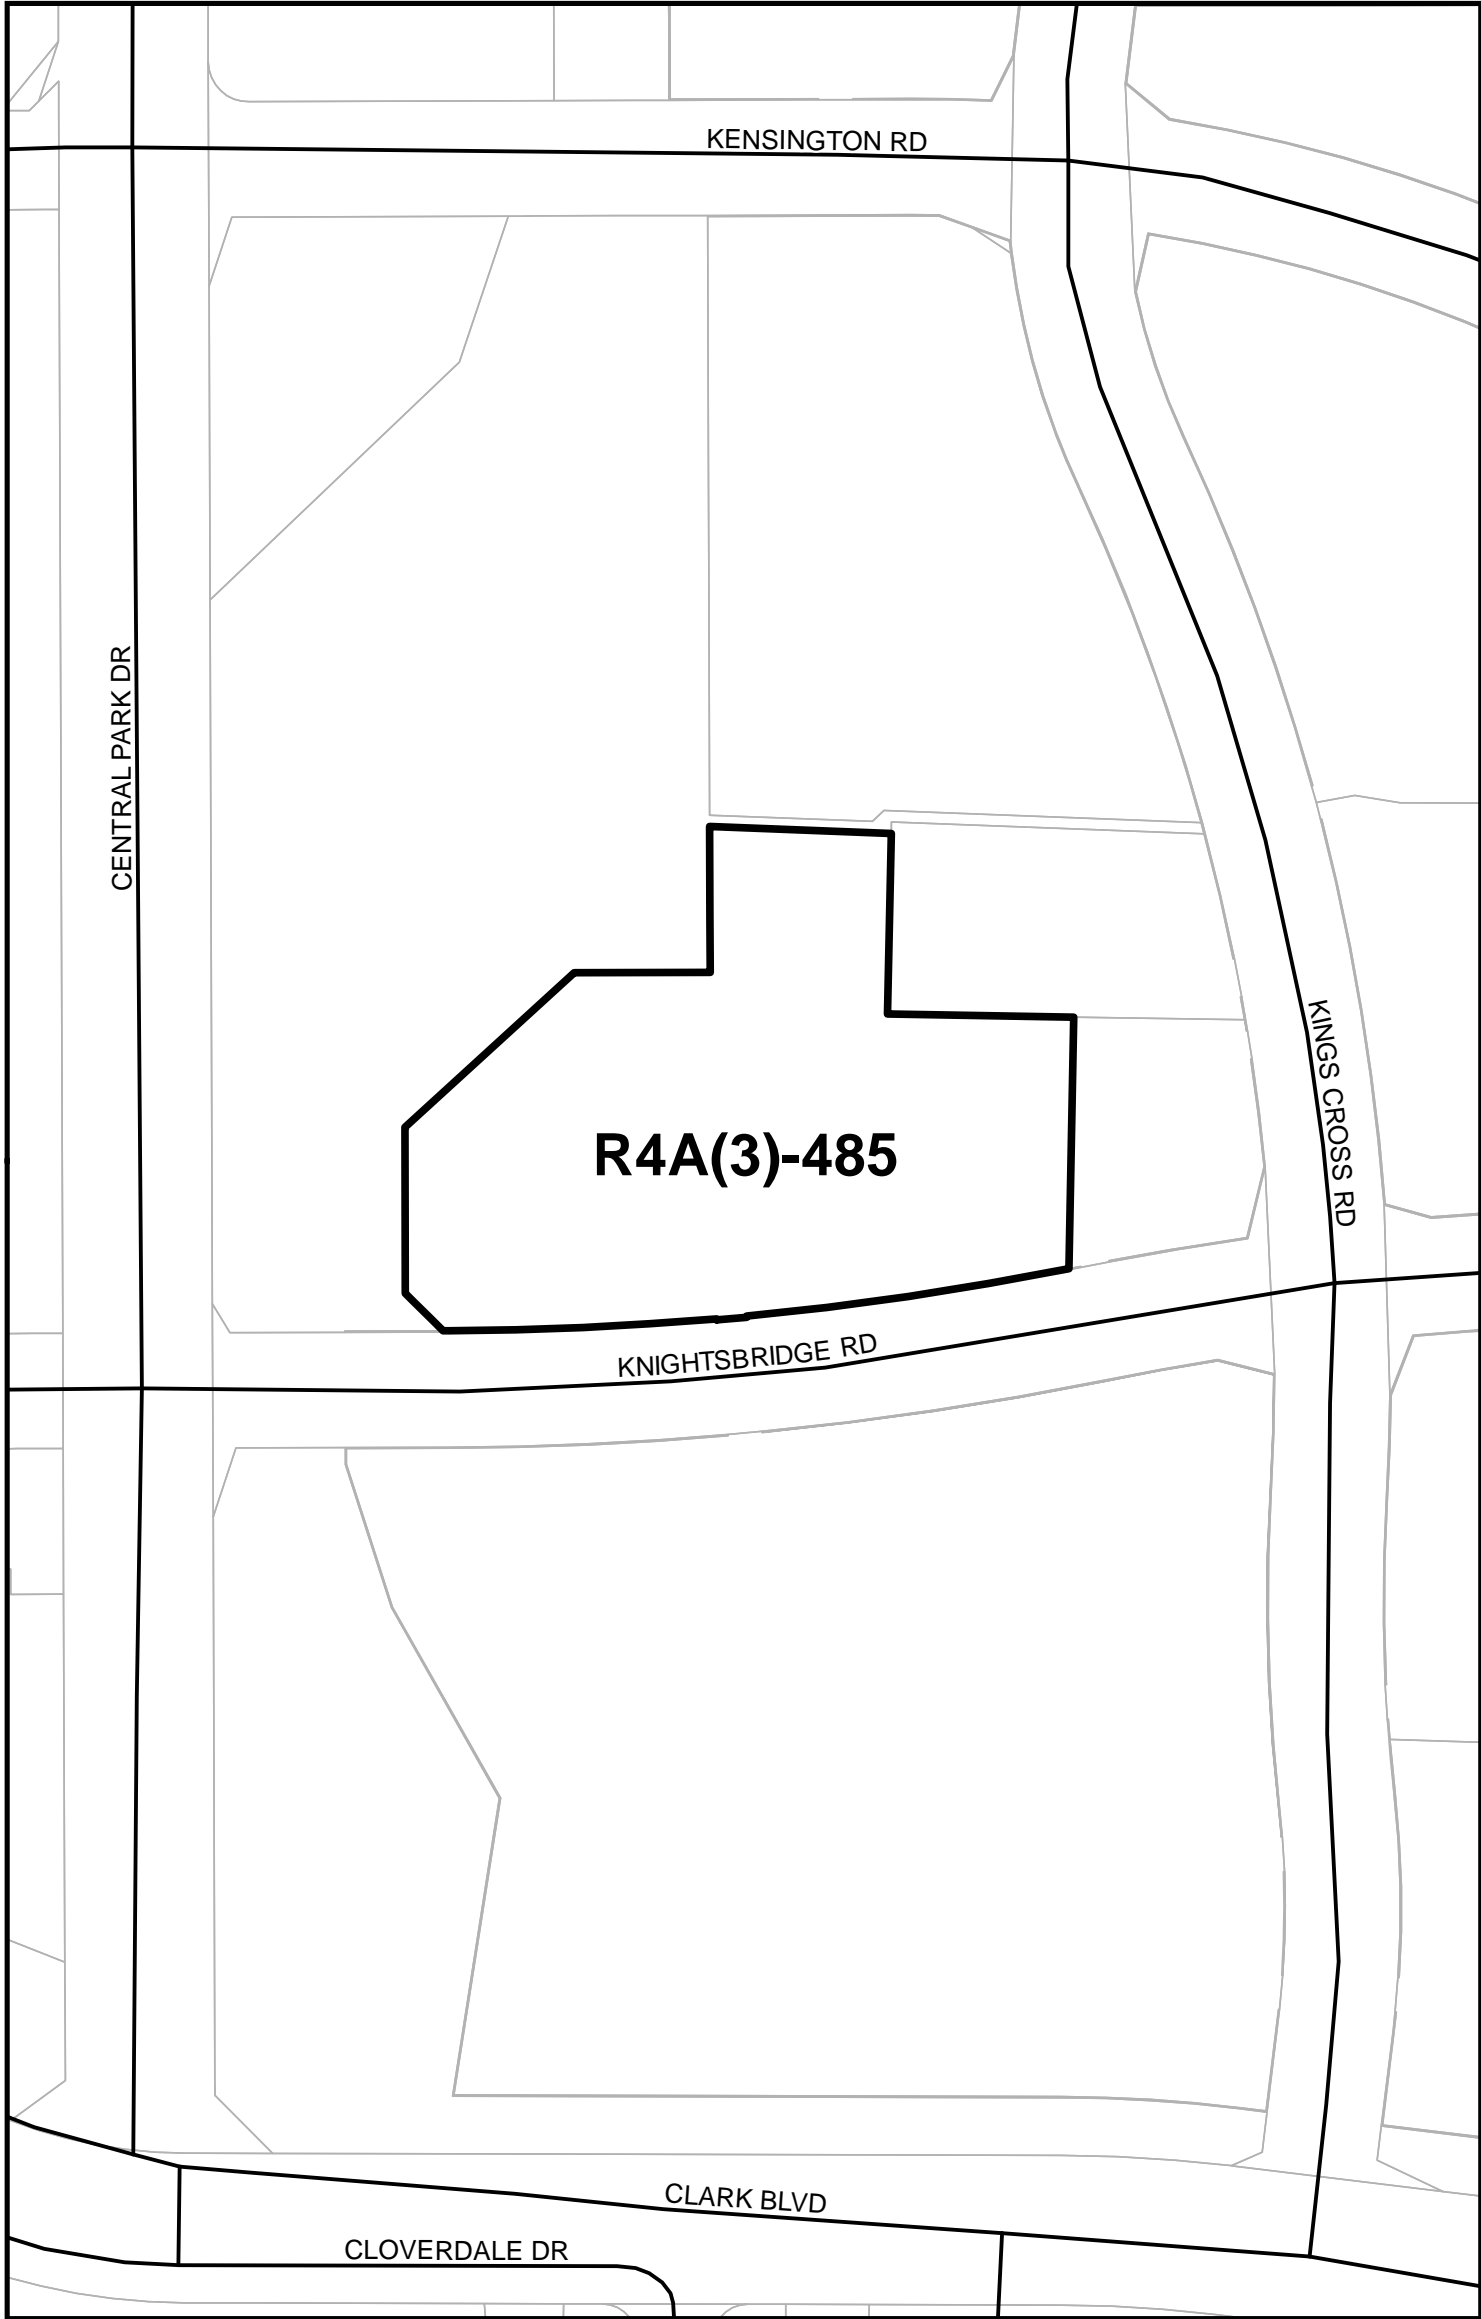 KENSINGTON RD
CENTRAL PARK DR
KINGS CROSS RD
R4A(3)-485
KNIGHTSBRIDGE RD
CLARK BLVD
CLOVERDALE DR